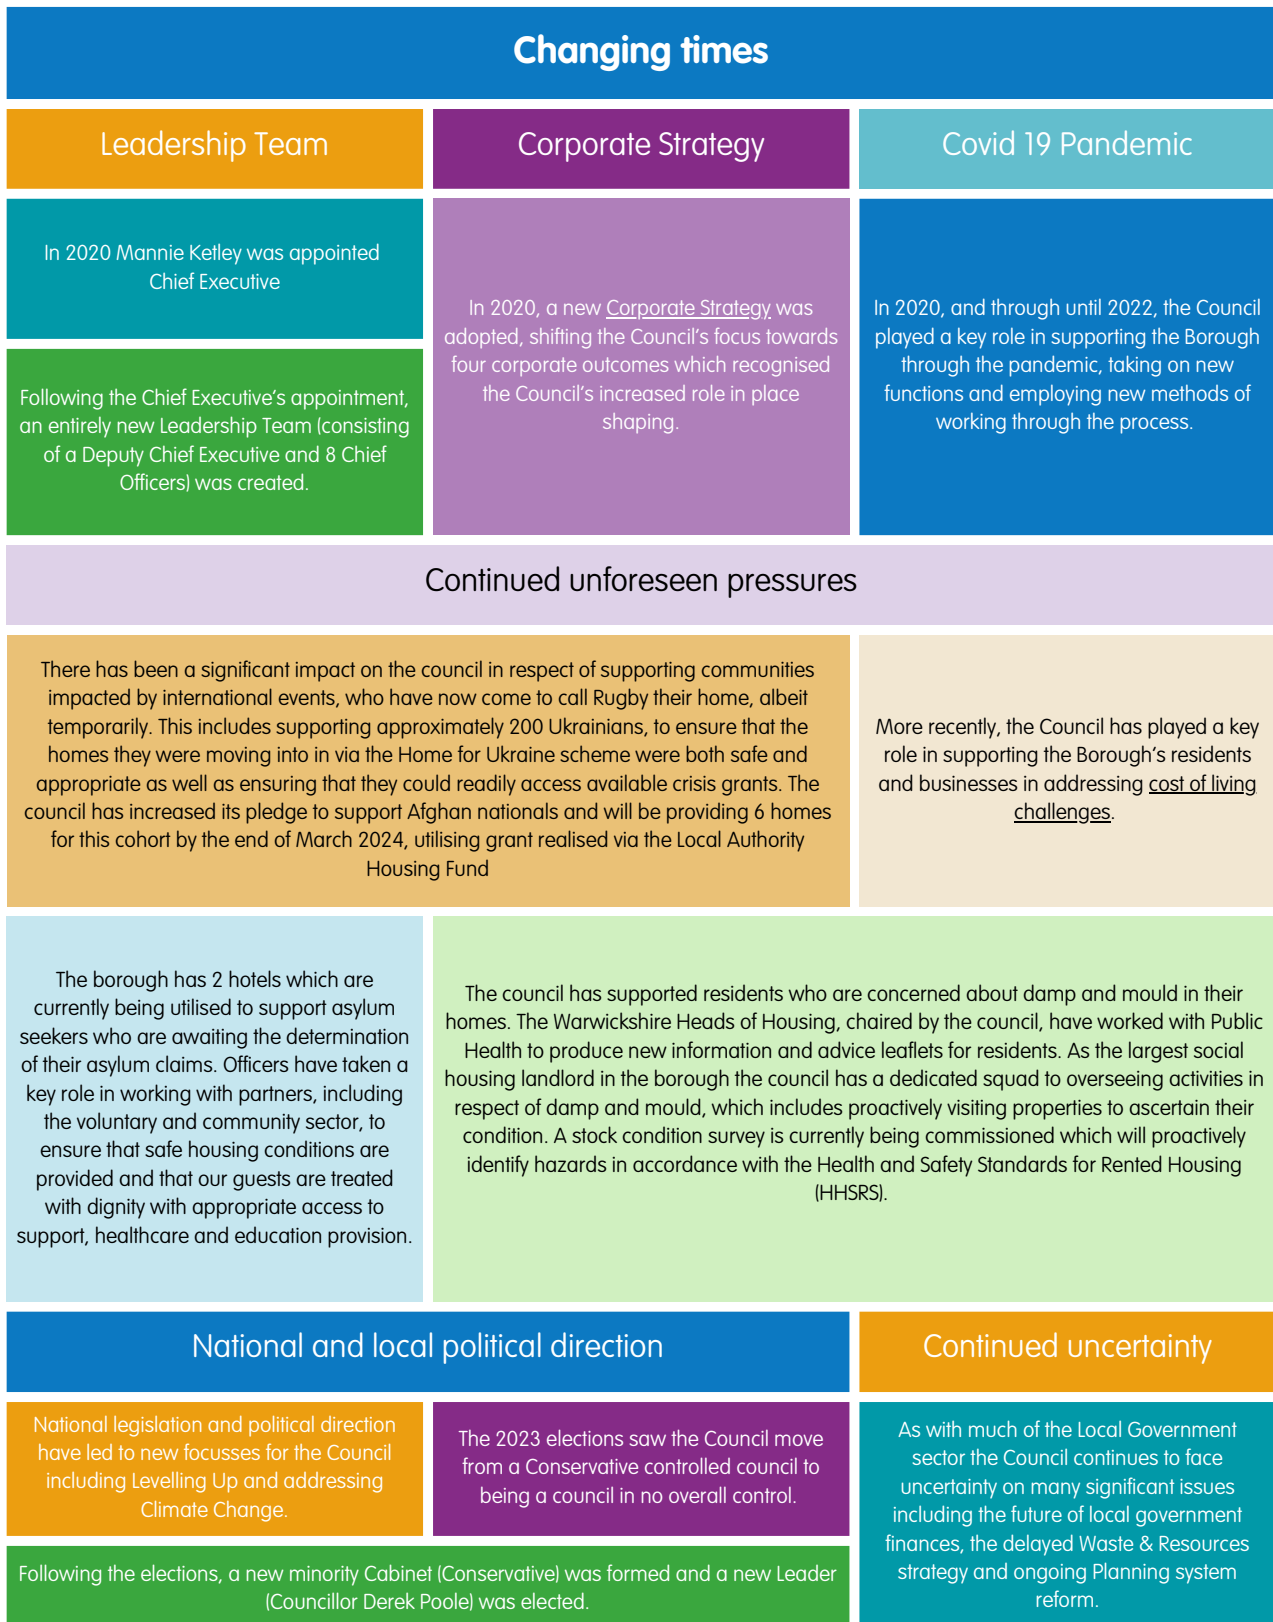 Changing times
Leadership Team
Corporate Strategy
Covid 19 Pandemic
In 2020 Mannie Ketley was appointed
Chief Executive
Following the Chief Executive's appointment,
an entirely new Leadership Team (consisting
of a Deputy Chief Executive and 8 Chief
Officers) was created.
In 2020, a new Corporate Strategy was
adopted, shifting the Council's focus towards
four corporate outcomes which recognised
the Council's increased role in place
shaping.
In 2020, and through until 2022, the Council
played a key role in supporting the Borough
through the pandemic, taking on new
functions and employing new methods of
working through the process.
Continued unforeseen pressures
There has been a significant impact on the council in respect of supporting communities
impacted by international events, who have now come to call Rugby their home, albeit
temporarily. This includes supporting approximately 200 Ukrainians, to ensure that the
homes they were moving into in via the Home for Ukraine scheme were both safe and
appropriate as well as ensuring that they could readily access available crisis grants. The
council has increased its pledge to support Afghan nationals and will be providing 6 homes
for this cohort by the end of March 2024, utilising grant realised via the Local Authority
Housing Fund
More recently, the Council has played a key
role in supporting the Borough's residents
and businesses in addressing cost of living
challenges.
The borough has 2 hotels which are
currently being utilised to support asylum
seekers who are awaiting the determination
of their asylum claims. Officers have taken a
key role in working with partners, including
the voluntary and community sector, to
ensure that safe housing conditions are
provided and that our guests are treated
with dignity with appropriate access to
support, healthcare and education provision.
The council has supported residents who are concerned about damp and mould in their
homes. The Warwickshire Heads of Housing, chaired by the council, have worked with Public
Health to produce new information and advice leaflets for residents. As the largest social
housing landlord in the borough the council has a dedicated squad to overseeing activities in
respect of damp and mould, which includes proactively visiting properties to ascertain their
condition. A stock condition survey is currently being commissioned which will proactively
identify hazards in accordance with the Health and Safety Standards for Rented Housing
(HHSRS).
National and local political direction
Continued uncertainty
National legislation and political direction
have led to new focusses for the Council
including Levelling Up and addressing
Climate Change.
The 2023 elections saw the Council move
from a Conservative controlled council to
being a council in no overall control.
Following the elections, a new minority Cabinet (Conservative) was formed and a new Leader
(Councillor Derek Poole) was elected.
As with much of the Local Government
sector the Council continues to face
uncertainty on many significant issues
including the future of local government
finances, the delayed Waste & Resources
strategy and ongoing Planning system
reform.